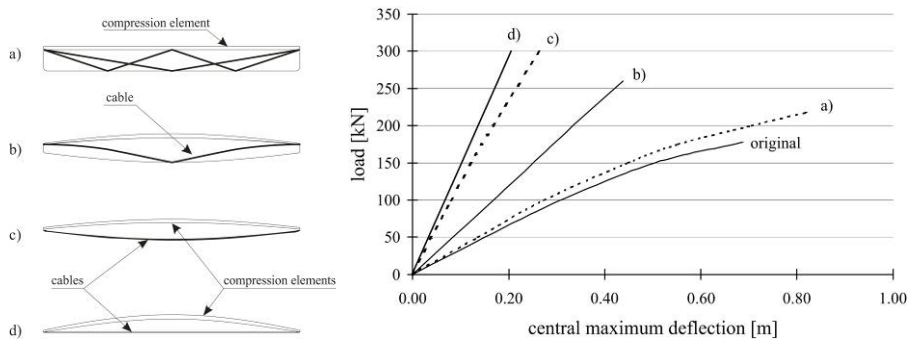 compression element
a)
cable
b)
c)
cables
compression elements
d)
load [kN]
350
300
250
200
150
100
50
0
d)
c)
b)
a)
original
0.00 0.20 0.40 0.60 0.80 1.00
central maximum deflection [m]